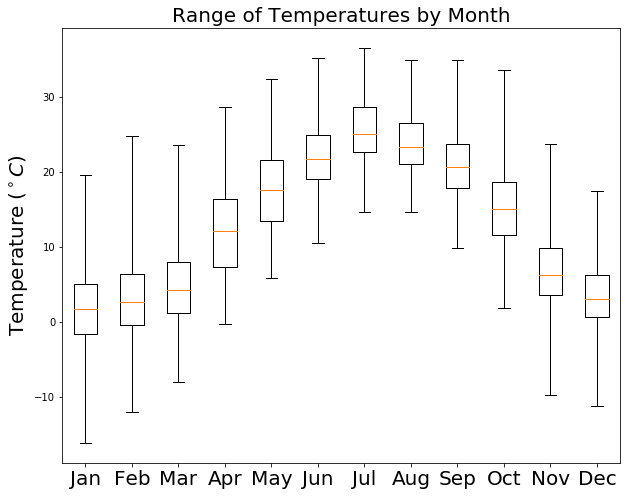 Range of Temperatures by Month
Temperature (°C)
30
20
10
0
−10
Jan Feb Mar Apr May Jun Jul Aug Sep Oct Nov Dec